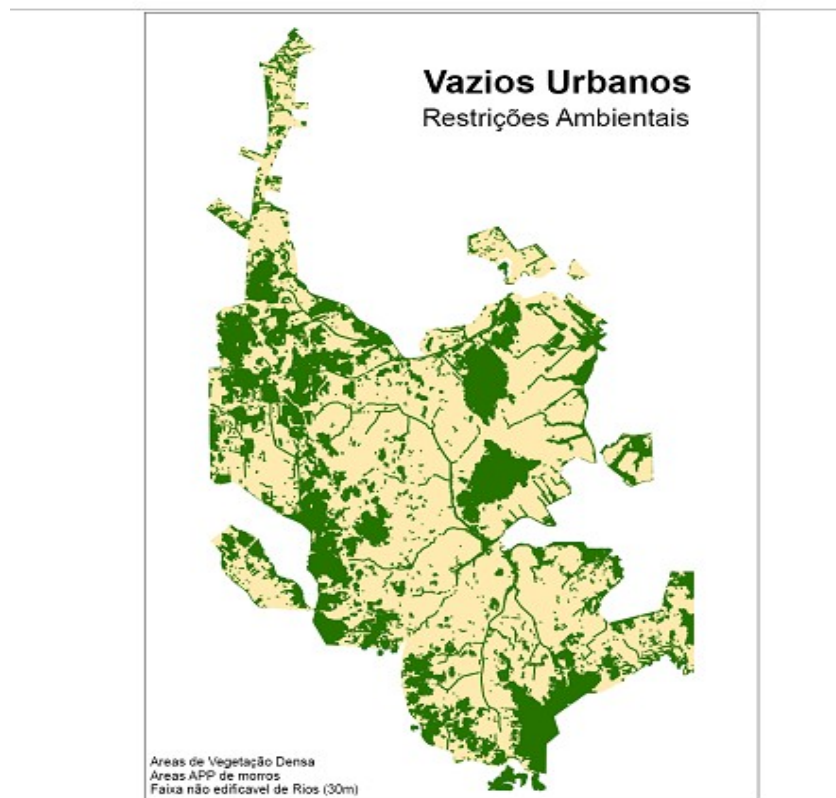 Vazios Urbanos
Restrições Ambientais
Areas de Vegetação Densa
Areas APP de morros
Faixa não edificavel de Rios (30m)